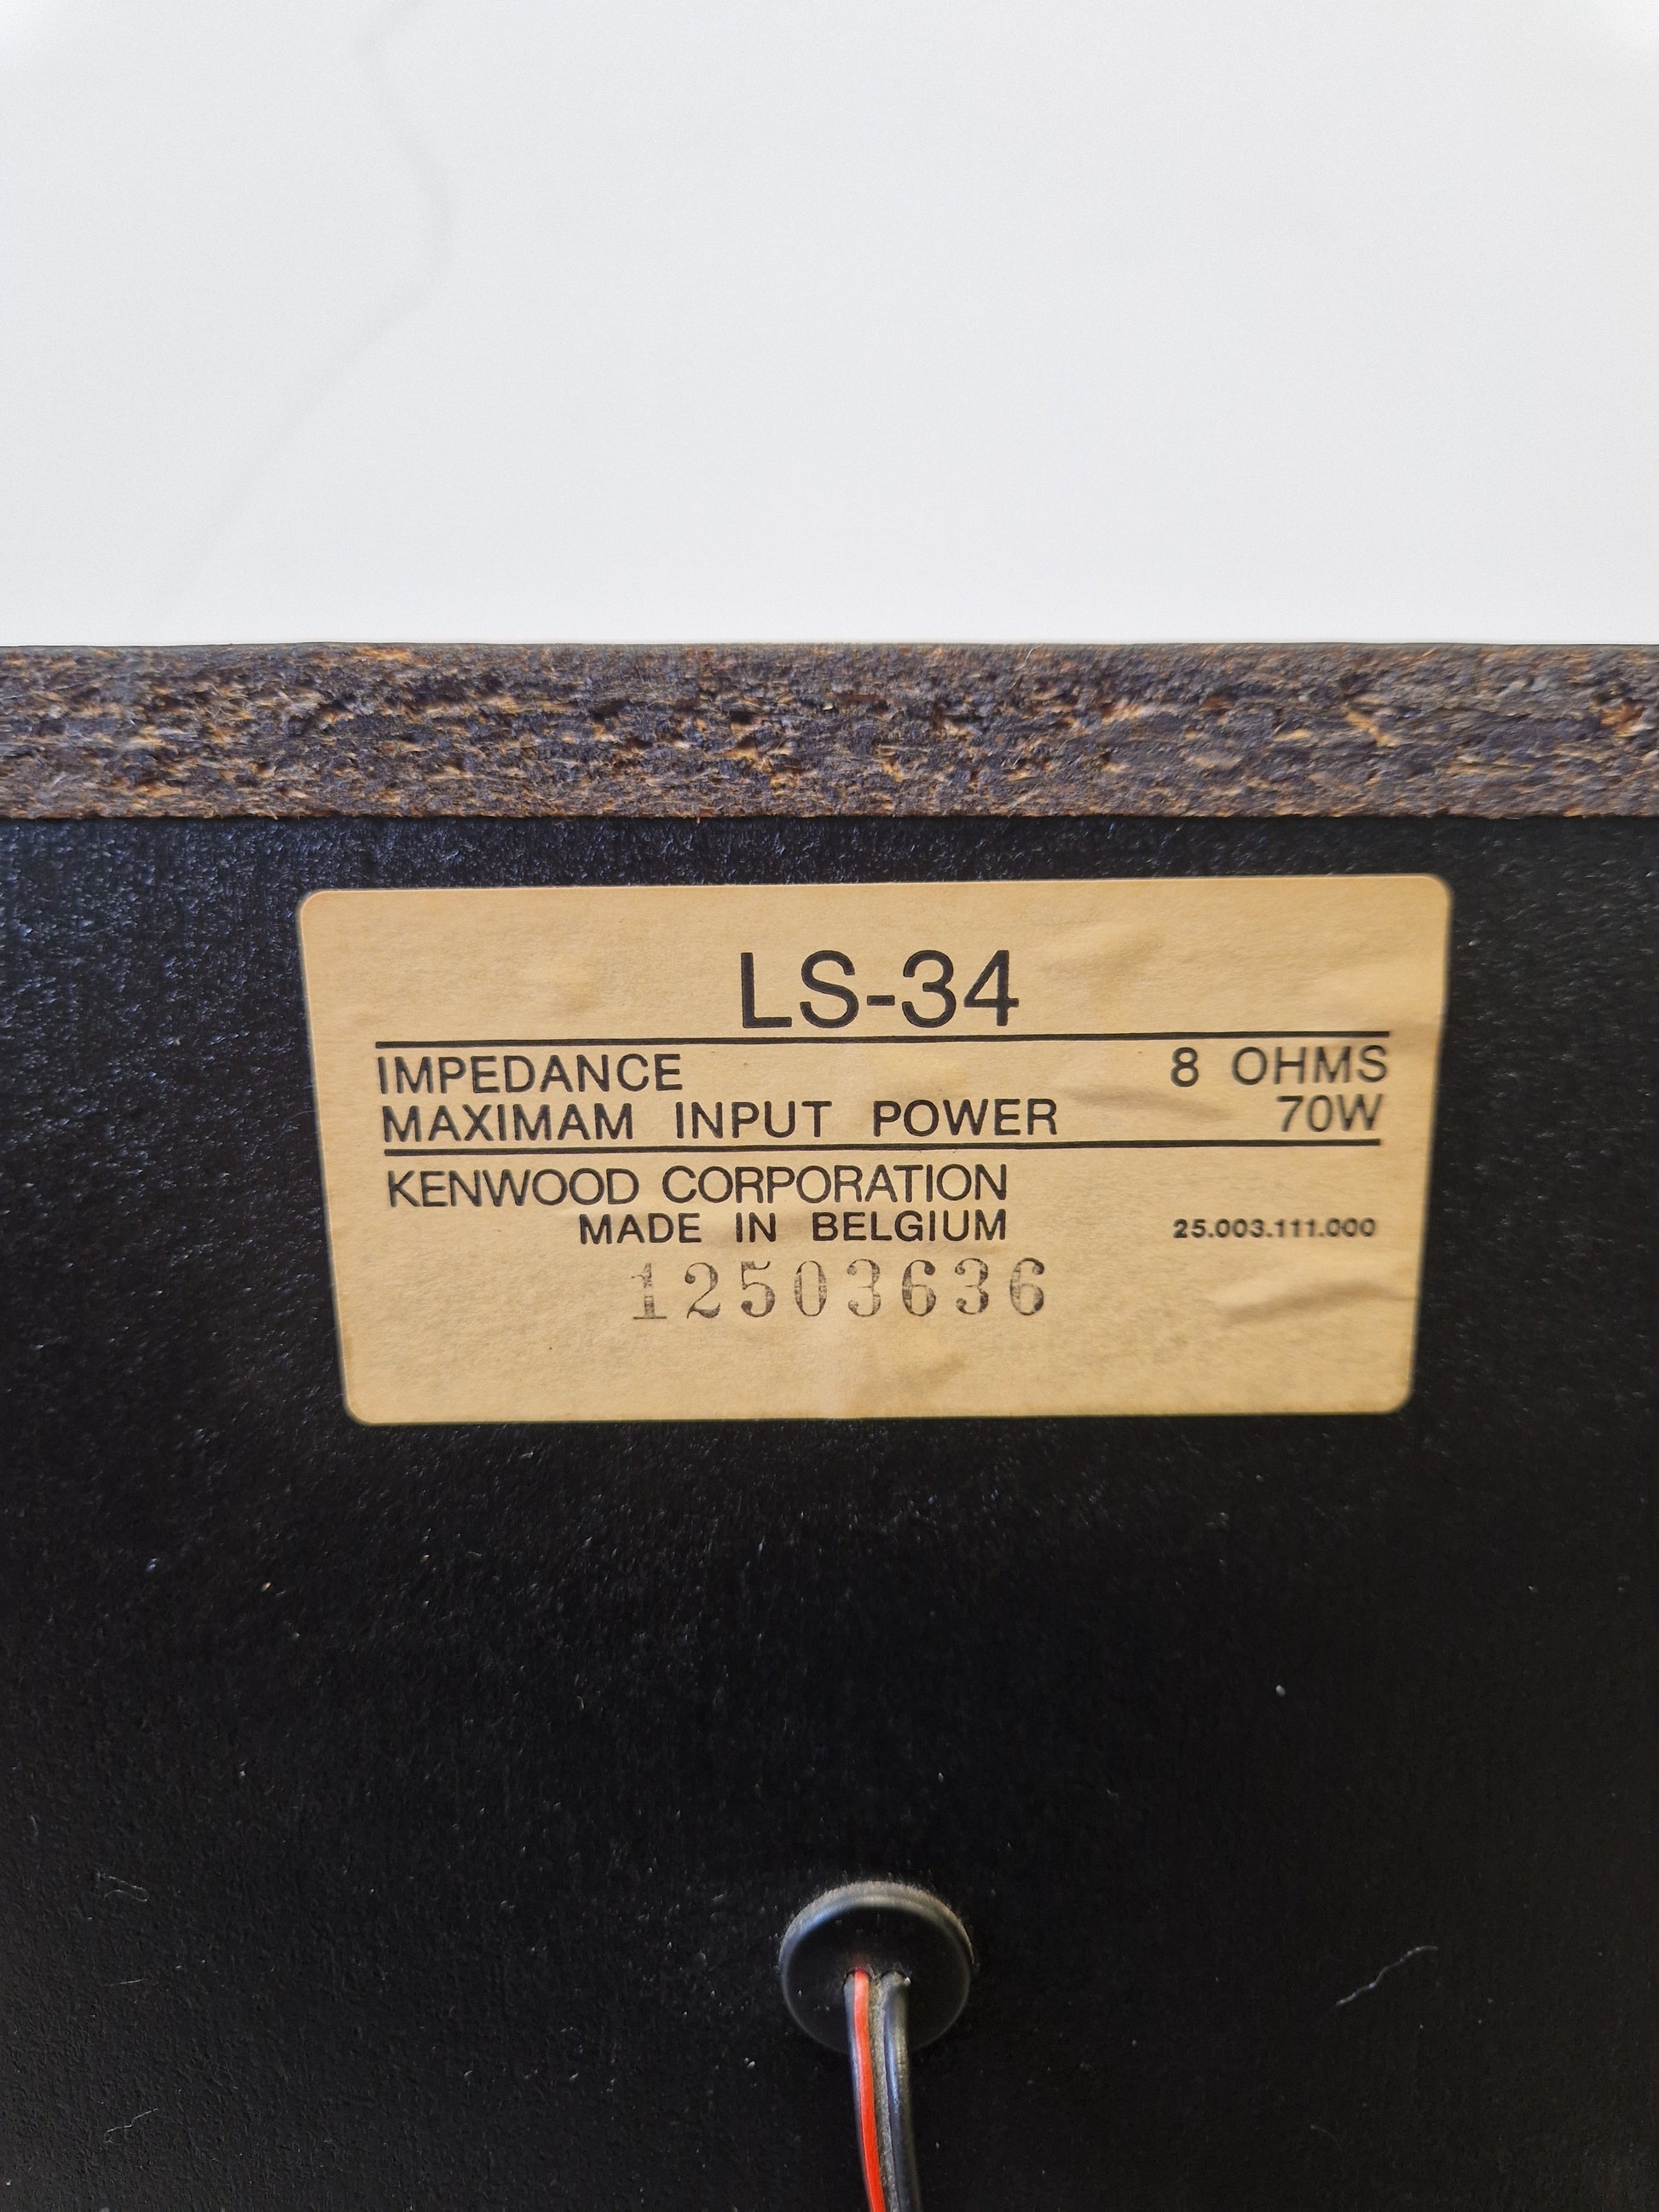 LS-34
IMPEDANCE 8 OHMS
MAXIMAM INPUT POWER 70W
KENWOOD CORPORATION
MADE IN BELGIUM 25.003.111.000
12503636